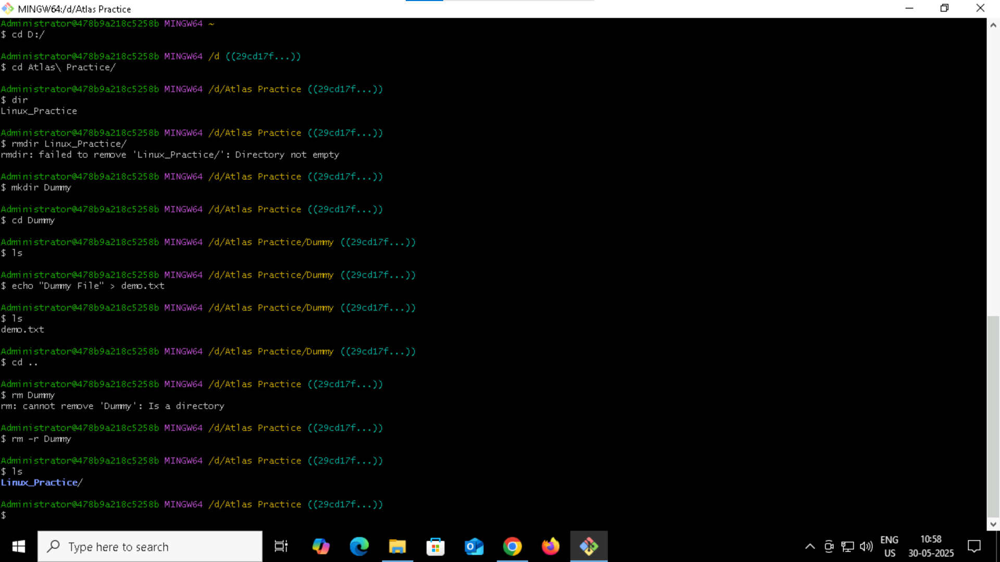 MINGW64:/d/Atlas Practice
Administrator@478b9a218c5258b MINGW64 ~
$ cd D:/
Administrator@478b9a218c5258b MINGW64 /d ((29cd17f...))
$ cd Atlas\ Practice/
Administrator@478b9a218c5258b MINGW64 /d/Atlas Practice ((29cd17f...))
$ dir
Linux_Practice
Administrator@478b9a218c5258b MINGW64 /d/Atlas Practice ((29cd17f...))
$ rmdir Linux_Practice/
rmdir: failed to remove 'Linux_Practice/': Directory not empty
Administrator@478b9a218c5258b MINGW64 /d/Atlas Practice ((29cd17f...))
$ mkdir Dummy
Administrator@478b9a218c5258b MINGW64 /d/Atlas Practice ((29cd17f...))
$ cd Dummy
Administrator@478b9a218c5258b MINGW64 /d/Atlas Practice/Dummy ((29cd17f...))
$ ls
Administrator@478b9a218c5258b MINGW64 /d/Atlas Practice/Dummy ((29cd17f...))
$ echo "Dummy File" > demo.txt
Administrator@478b9a218c5258b MINGW64 /d/Atlas Practice/Dummy ((29cd17f...))
$ ls
demo.txt
Administrator@478b9a218c5258b MINGW64 /d/Atlas Practice/Dummy ((29cd17f...))
$ cd ..
Administrator@478b9a218c5258b MINGW64 /d/Atlas Practice ((29cd17f...))
$ rm Dummy
rm: cannot remove 'Dummy': Is a directory
Administrator@478b9a218c5258b MINGW64 /d/Atlas Practice ((29cd17f...))
$ rm -r Dummy
Administrator@478b9a218c5258b MINGW64 /d/Atlas Practice ((29cd17f...))
$ ls
Linux_Practice/
Administrator@478b9a218c5258b MINGW64 /d/Atlas Practice ((29cd17f...))
$
Type here to search
ENG
US
10:58
30-05-2025